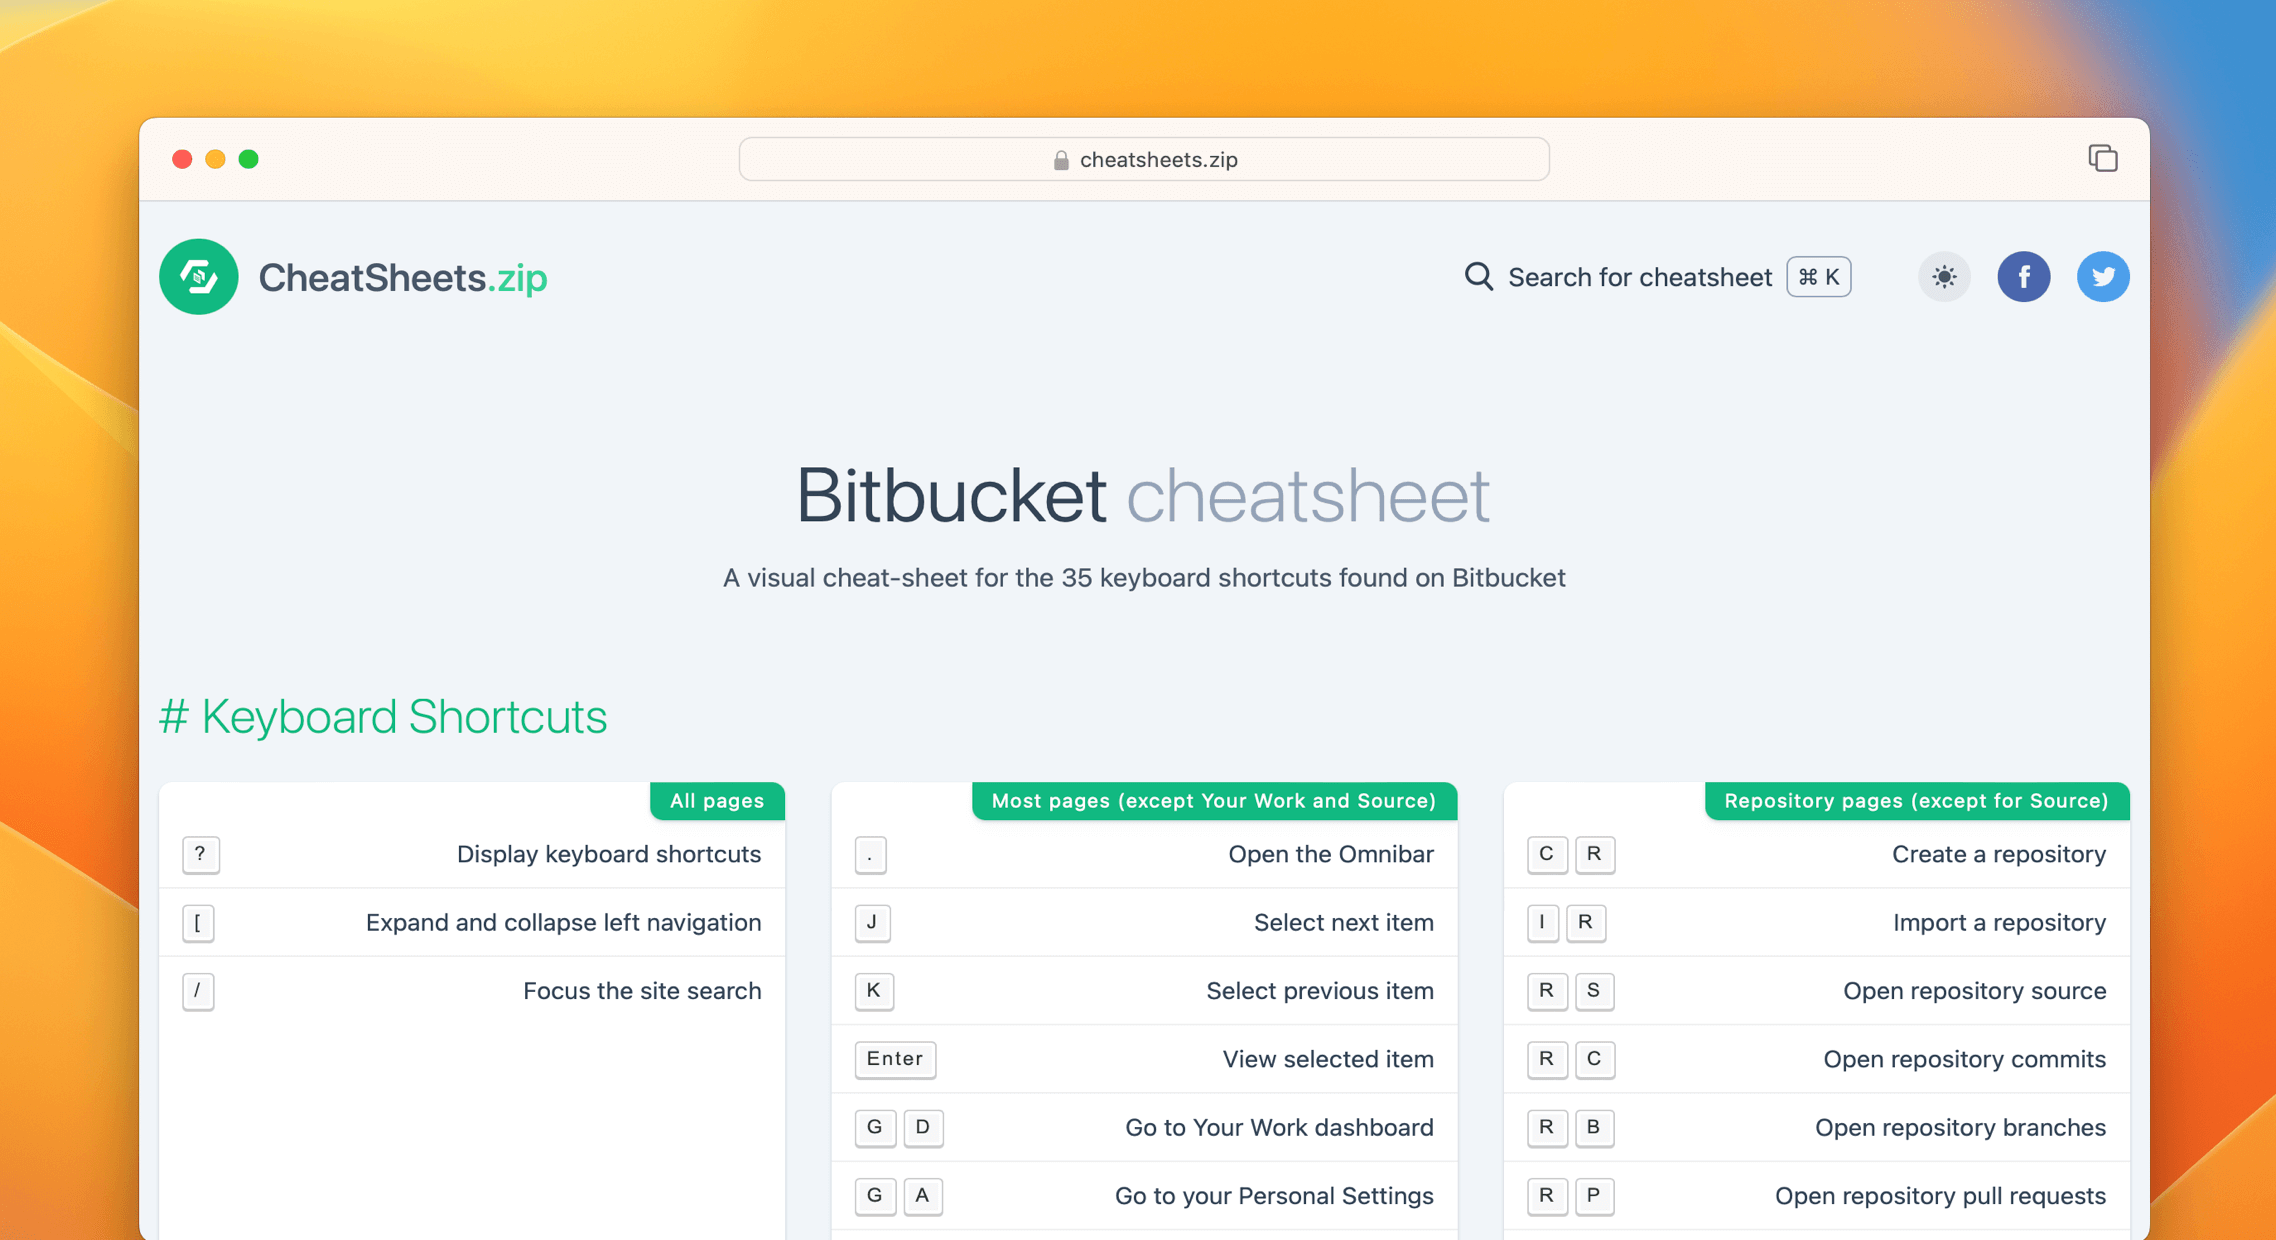 cheatsheets.zip
CheatSheets.zip
Search for cheatsheet ⌘ K
f
Bitbucket cheatsheet
A visual cheat-sheet for the 35 keyboard shortcuts found on Bitbucket
# Keyboard Shortcuts
All pages
? Display keyboard shortcuts
[ Expand and collapse left navigation
/ Focus the site search
Most pages (except Your Work and Source)
. Open the Omnibar
J Select next item
K Select previous item
Enter View selected item
G D Go to Your Work dashboard
G A Go to your Personal Settings
Repository pages (except for Source)
C R Create a repository
I R Import a repository
R S Open repository source
R C Open repository commits
R B Open repository branches
R P Open repository pull requests